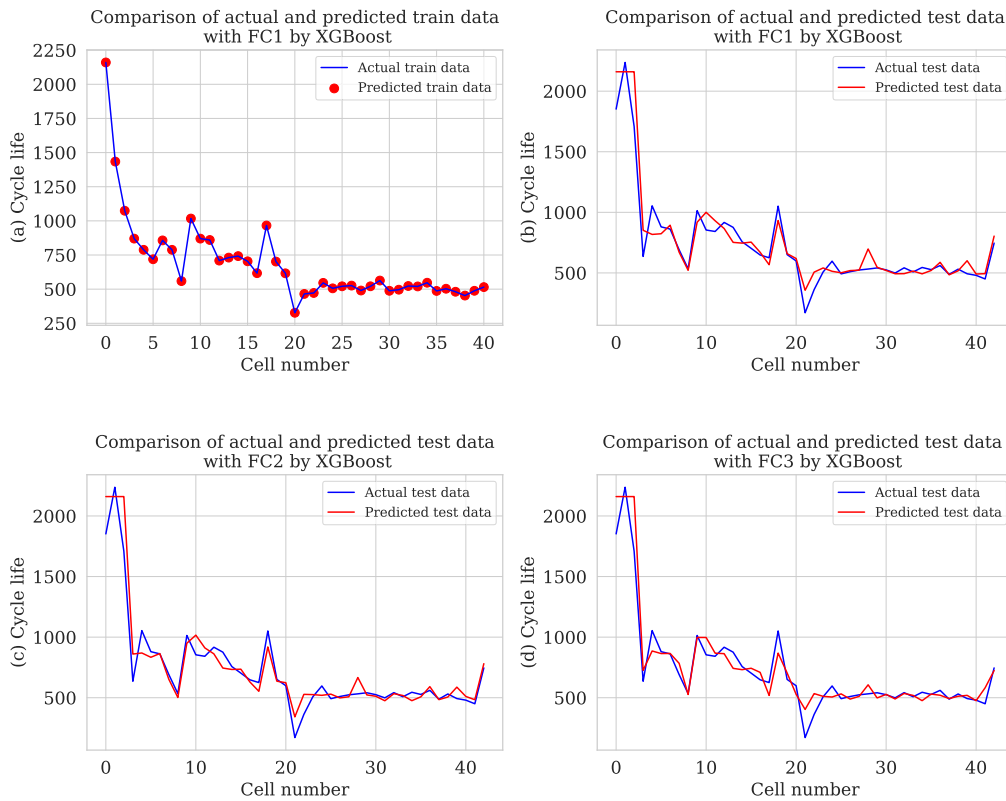 Comparison of actual and predicted train data
with FC1 by XGBoost
2250
2000
1750
1500
1250
1000
750
500
250
(a) Cycle life
Actual train data
Predicted train data
0
5
10
15
20
25
30
35
40
Cell number
Comparison of actual and predicted test data
with FC1 by XGBoost
2000
1500
1000
500
(b) Cycle life
Actual test data
Predicted test data
0
10
20
30
40
Cell number
Comparison of actual and predicted test data
with FC2 by XGBoost
2000
1500
1000
500
(c) Cycle life
Actual test data
Predicted test data
0
10
20
30
40
Cell number
Comparison of actual and predicted test data
with FC3 by XGBoost
2000
1500
1000
500
(d) Cycle life
Actual test data
Predicted test data
0
10
20
30
40
Cell number